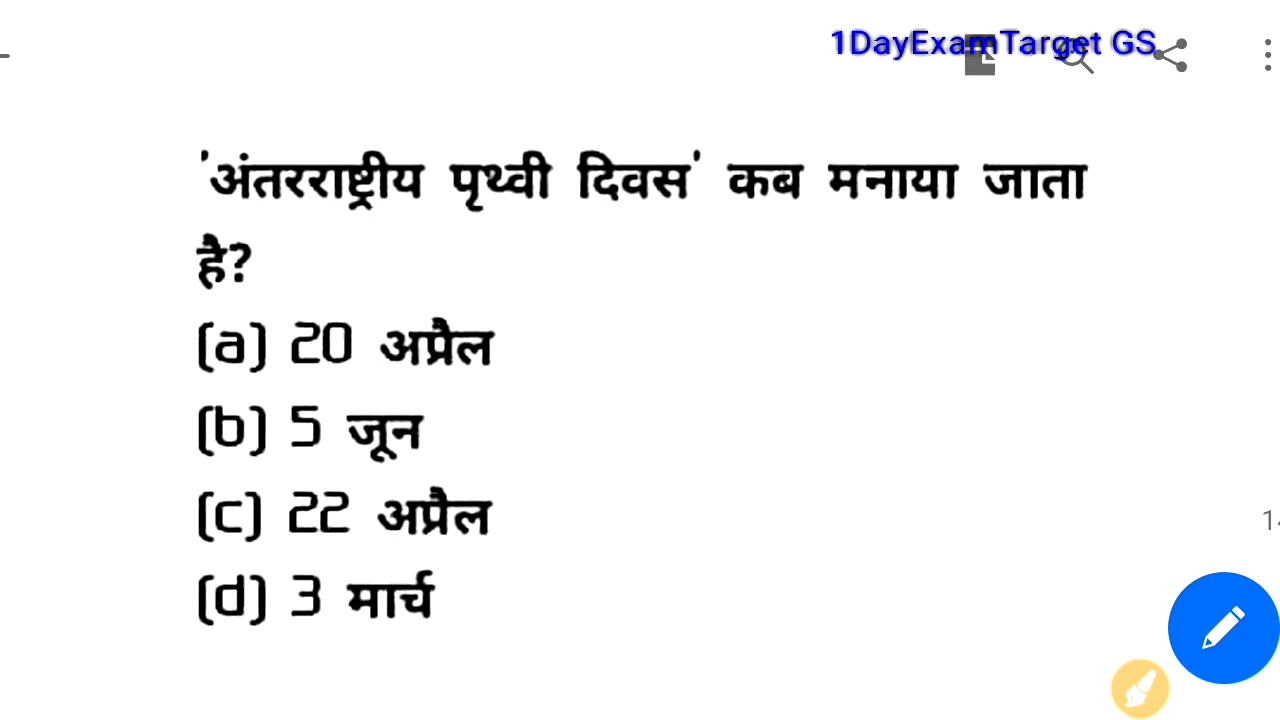 1DayExamTarget GS
'अंतरराष्ट्रीय पृथ्वी दिवस' कब मनाया जाता
है?
(a) 20 अप्रैल
(b) 5 जून
(c) 22 अप्रैल
(d) 3 मार्च